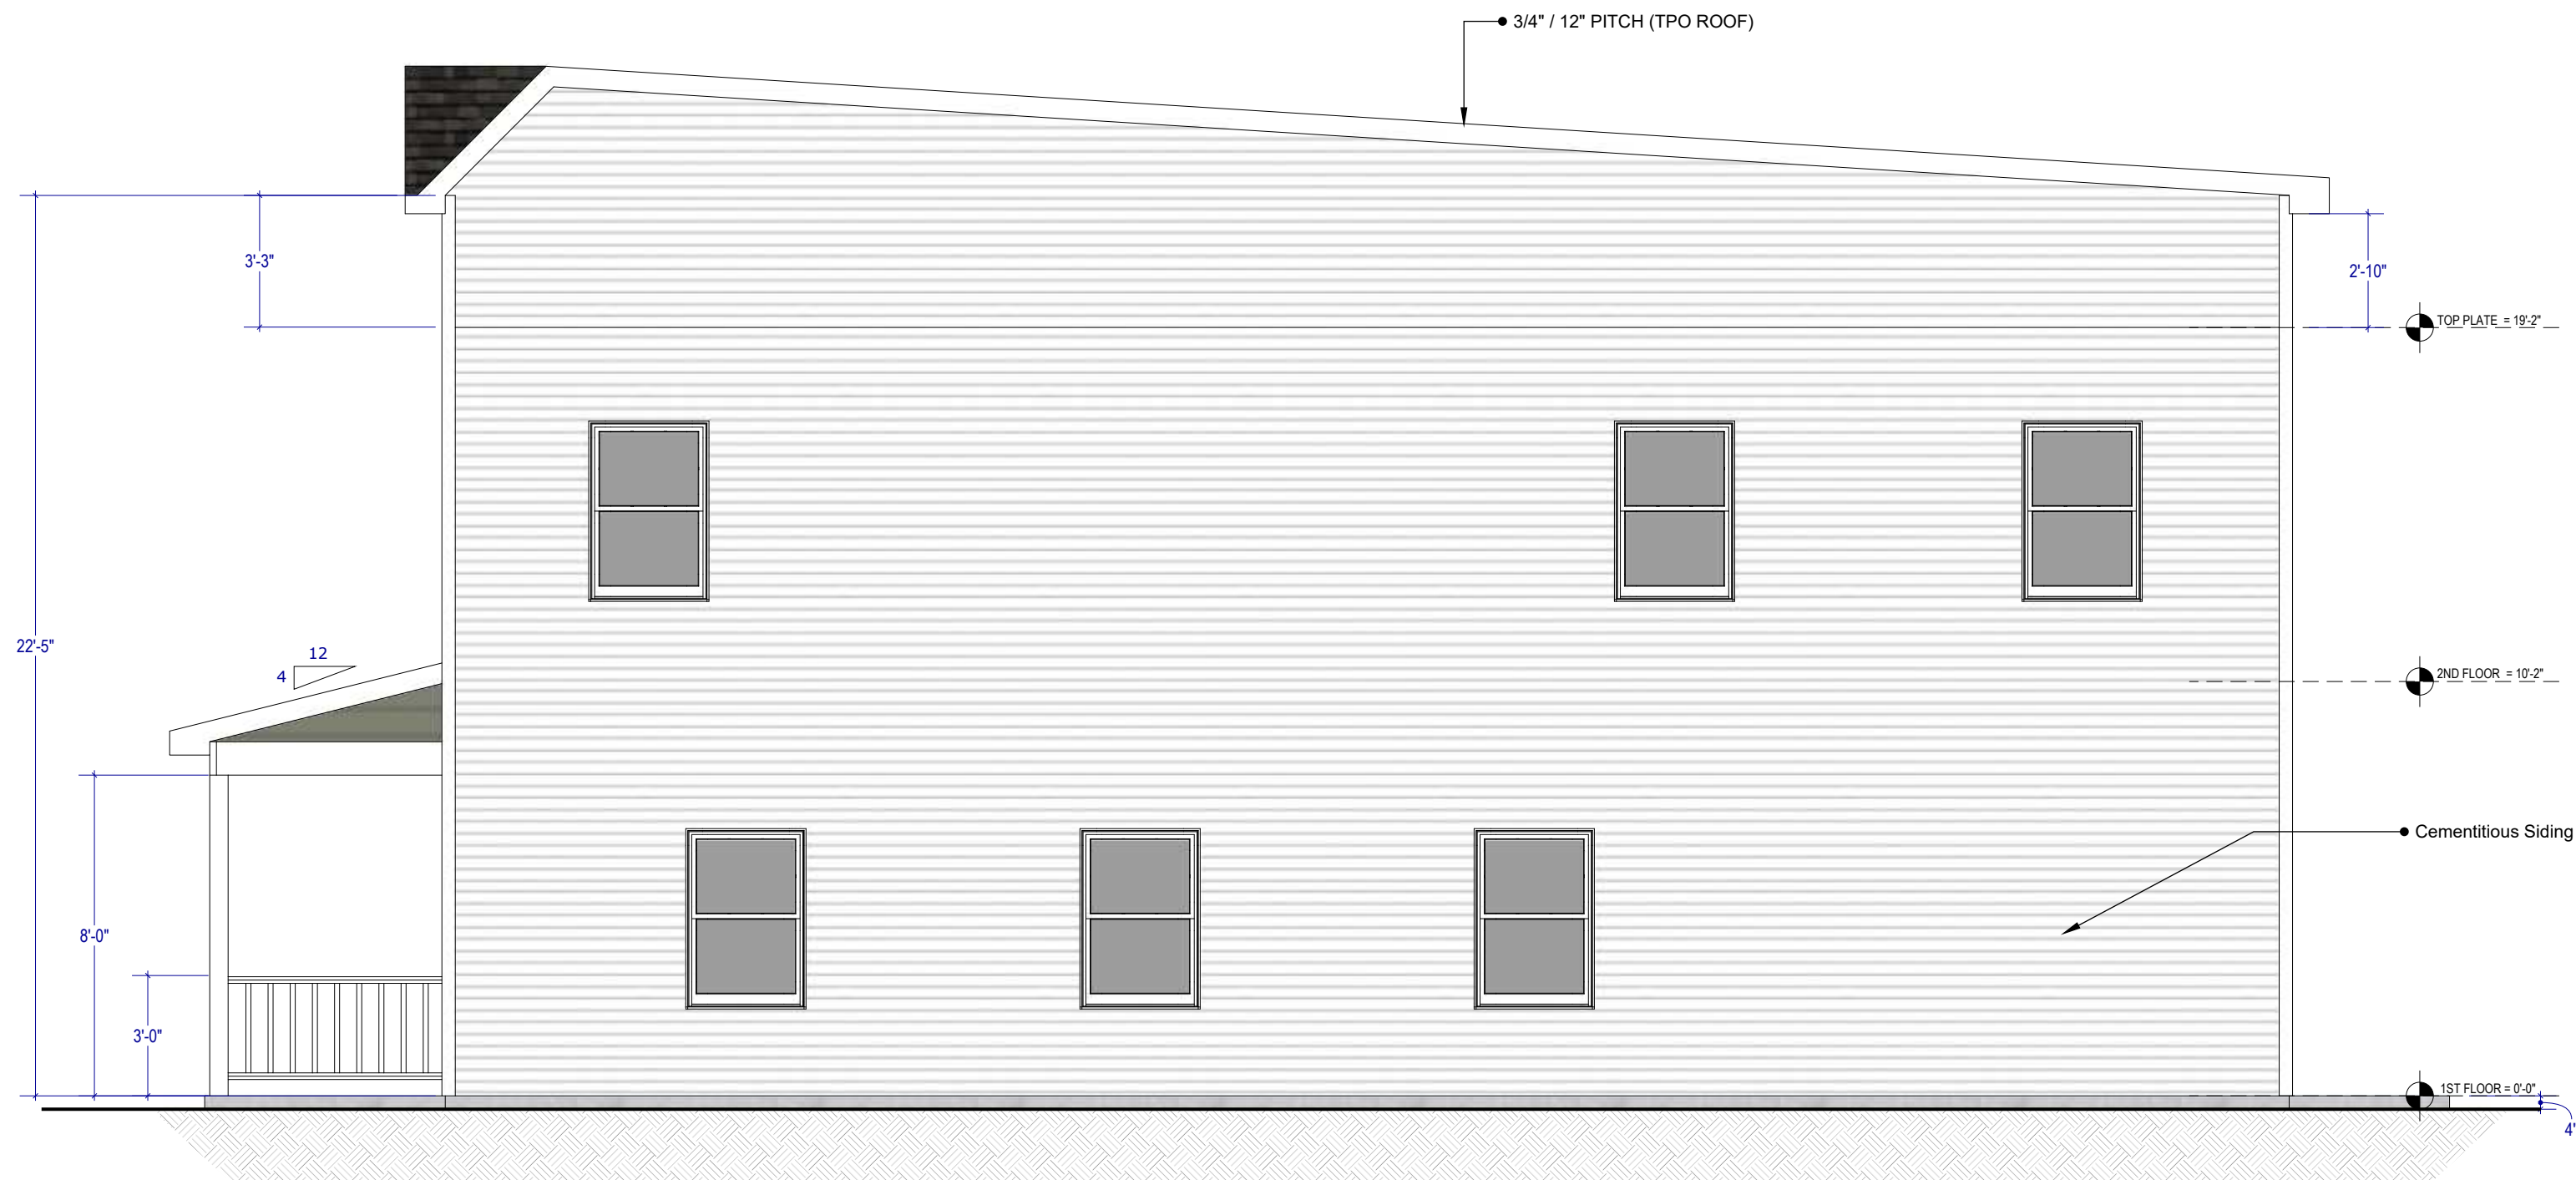 3/4" / 12" PITCH (TPO ROOF)
3'-3"
2'-10"
TOP PLATE = 19'-2"
22'-5"
12
4
2ND FLOOR = 10'-2"
Cementitious Siding
8'-0"
3'-0"
1ST FLOOR = 0'-0"
4"